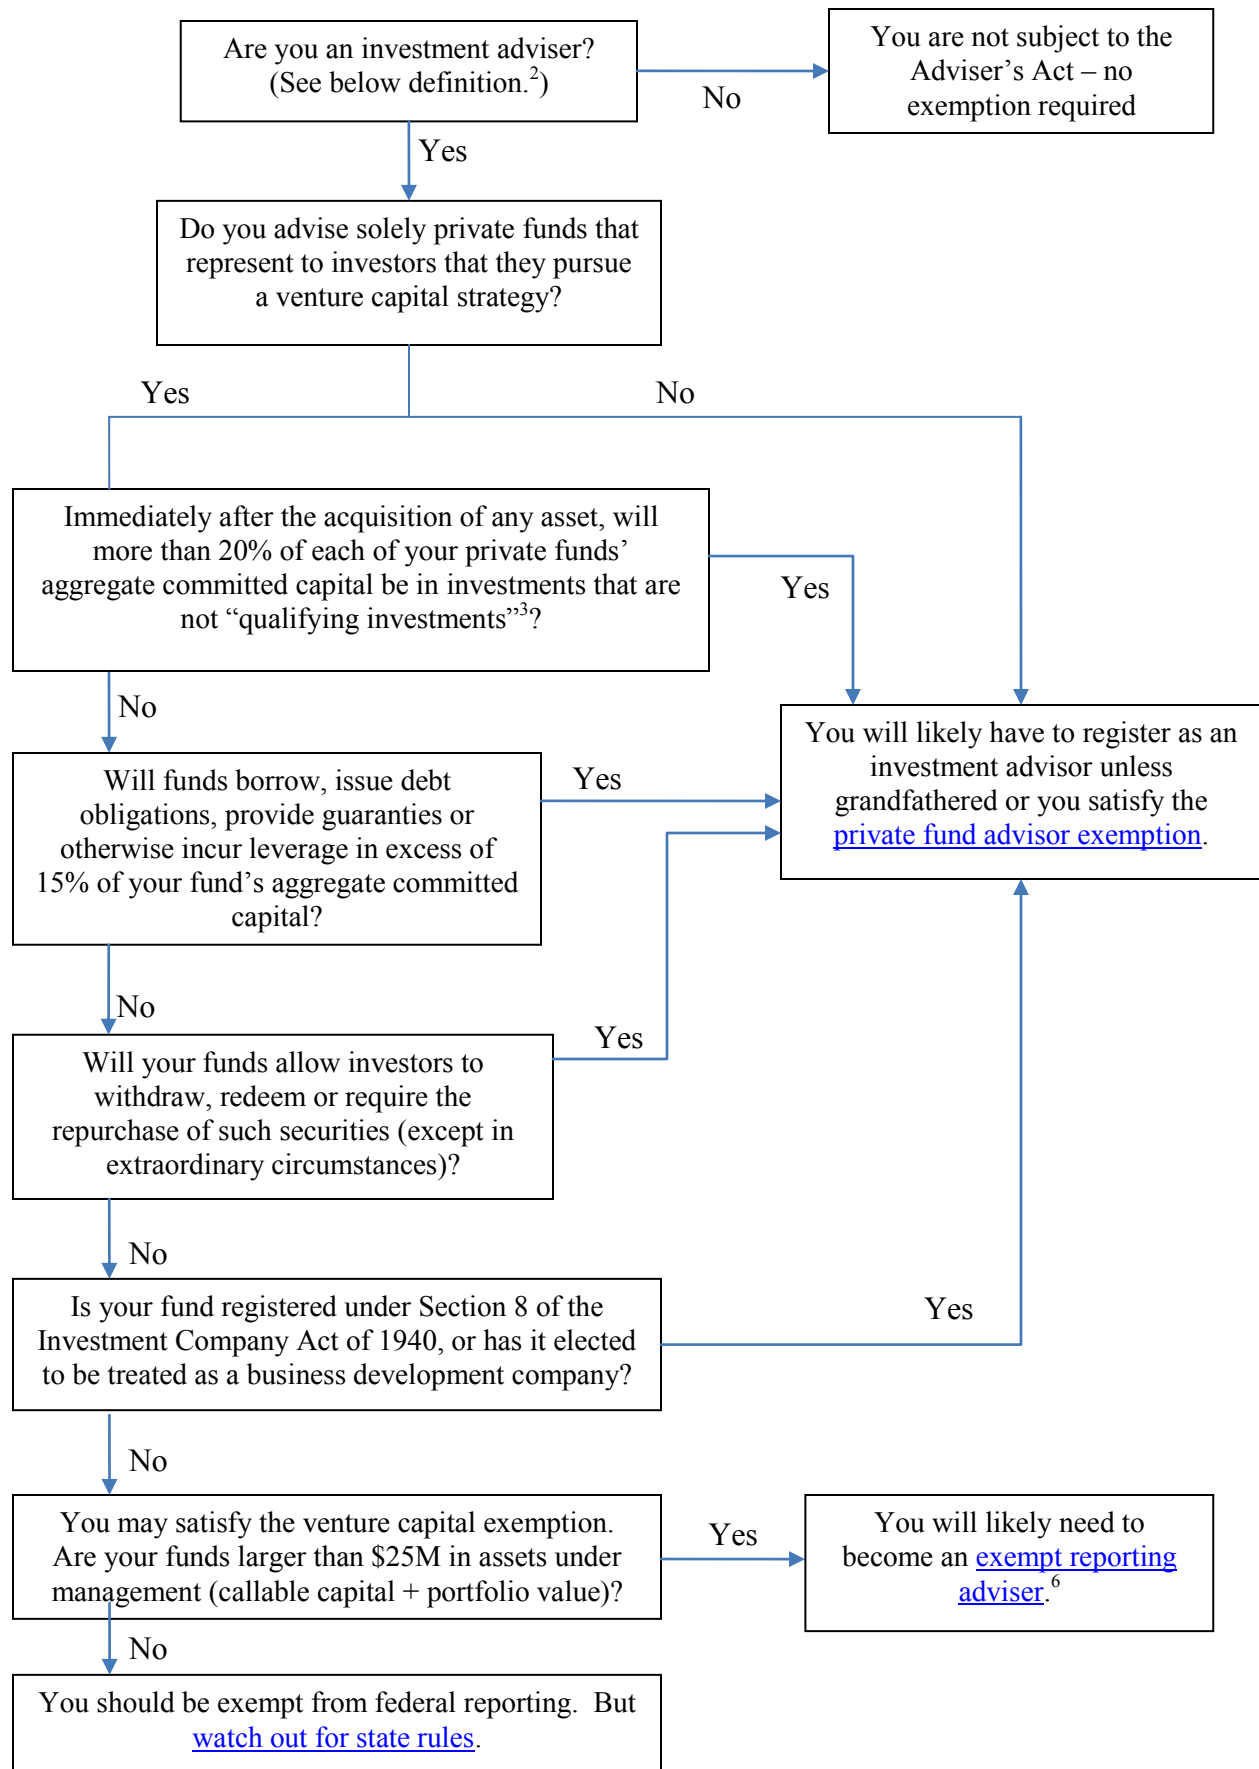 Are you an investment adviser?
(See below definition.2)
No
You are not subject to the
Adviser’s Act – no
exemption required
Yes
Do you advise solely private funds that
represent to investors that they pursue
a venture capital strategy?
Yes
No
Immediately after the acquisition of any asset, will
more than 20% of each of your private funds’
aggregate committed capital be in investments that are
not “qualifying investments”3?
Yes
No
You will likely have to register as an
investment advisor unless
grandfathered or you satisfy the
private fund advisor exemption.
Will funds borrow, issue debt
obligations, provide guaranties or
otherwise incur leverage in excess of
15% of your fund’s aggregate committed
capital?
Yes
No
Will your funds allow investors to
withdraw, redeem or require the
repurchase of such securities (except in
extraordinary circumstances)?
Yes
No
Is your fund registered under Section 8 of the
Investment Company Act of 1940, or has it elected
to be treated as a business development company?
Yes
No
You may satisfy the venture capital exemption.
Are your funds larger than $25M in assets under
management (callable capital + portfolio value)?
Yes
You will likely need to
become an exempt reporting
adviser.6
No
You should be exempt from federal reporting.  But
watch out for state rules.